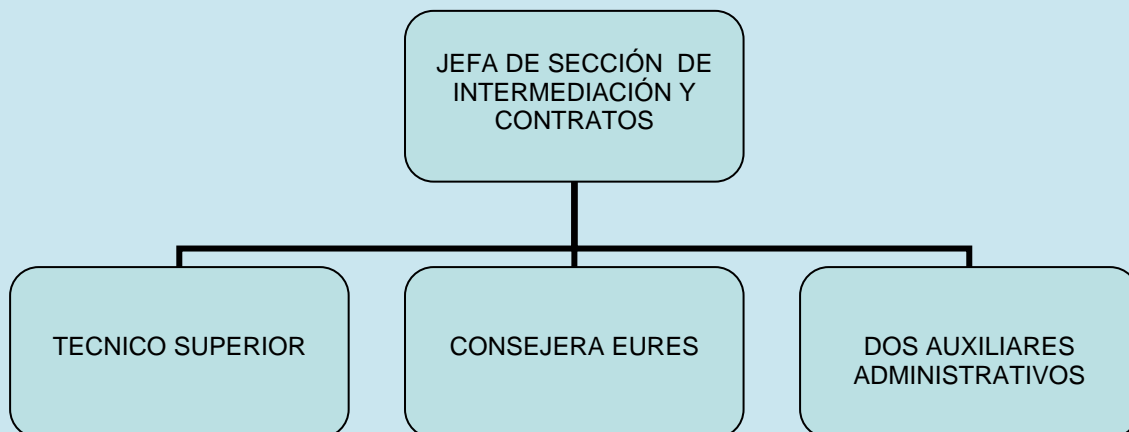 JEFA DE SECCIÓN DE
INTERMEDIACIÓN Y
CONTRATOS
TECNICO SUPERIOR
CONSEJERA EURES
DOS AUXILIARES
ADMINISTRATIVOS